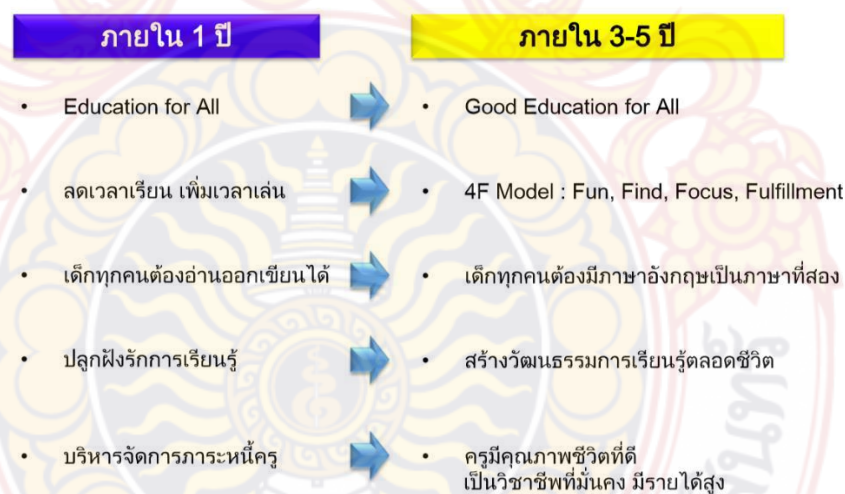 ภายใน 1 ปี
ภายใน 3-5 ปี
• Education for All
• Good Education for All
• ลดเวลาเรียน เพิ่มเวลาเล่น
• 4F Model : Fun, Find, Focus, Fulfillment
• เด็กทุกคนต้องอ่านออกเขียนได้
• เด็กทุกคนต้องมีภาษาอังกฤษเป็นภาษาที่สอง
• ปลูกฝังรักการเรียนรู้
• สร้างวัฒนธรรมการเรียนรู้ตลอดชีวิต
• บริหารจัดการภาระหนี้ครู
• ครูมีคุณภาพชีวิตที่ดี
เป็นวิชาชีพที่มั่นคง มีรายได้สูง